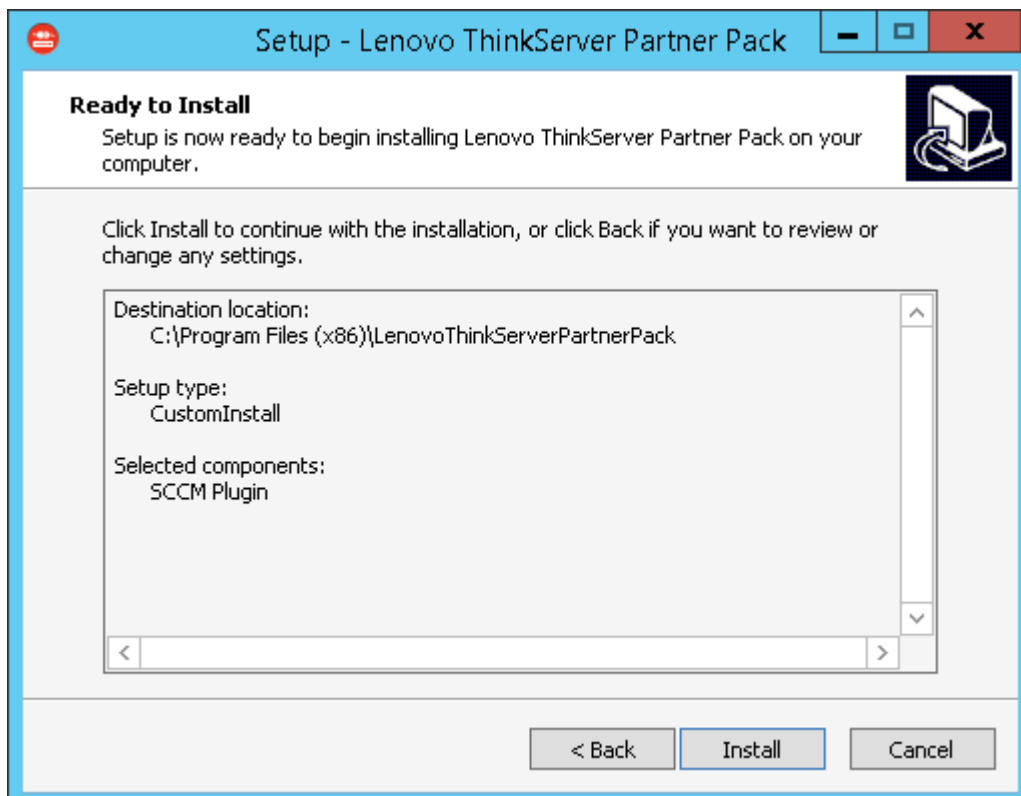 Setup - Lenovo ThinkServer Partner Pack
Ready to Install
Setup is now ready to begin installing Lenovo ThinkServer Partner Pack on your
computer.
Click Install to continue with the installation, or click Back if you want to review or
change any settings.
Destination location:
C:\Program Files (x86)\LenovoThinkServerPartnerPack
Setup type:
CustomInstall
Selected components:
SCCM Plugin
< Back
Install
Cancel